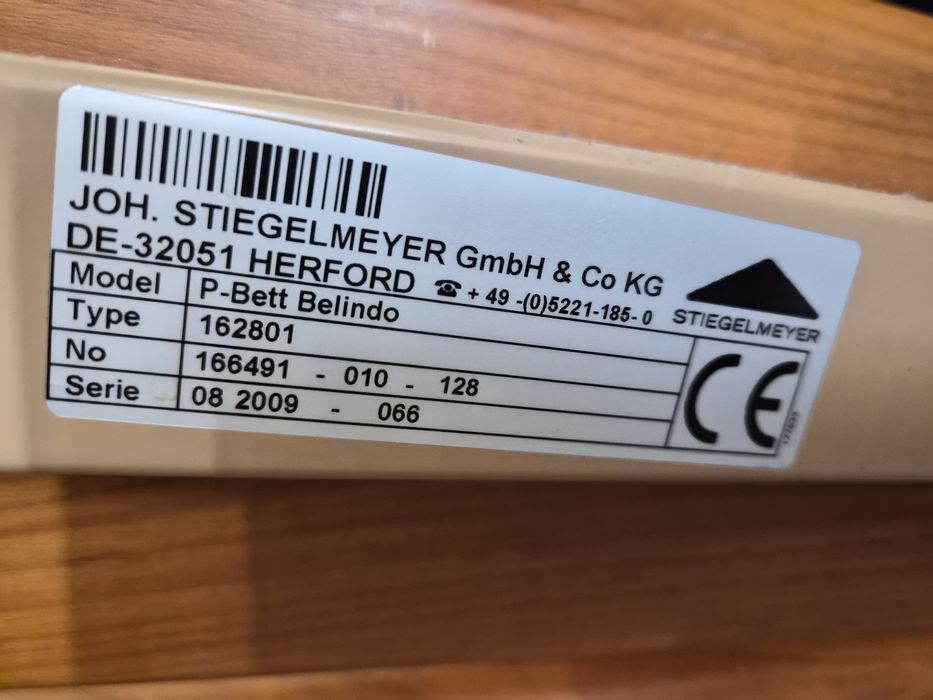 JOH. STIEGELMEYER GmbH & Co KG
DE-32051 HERFORD ☎ + 49 -(0)5221-185- 0
STIEGELMEYER
Model P-Bett Belindo
Type 162801
No 166491 - 010 - 128
Serie 08 2009 - 066
CE